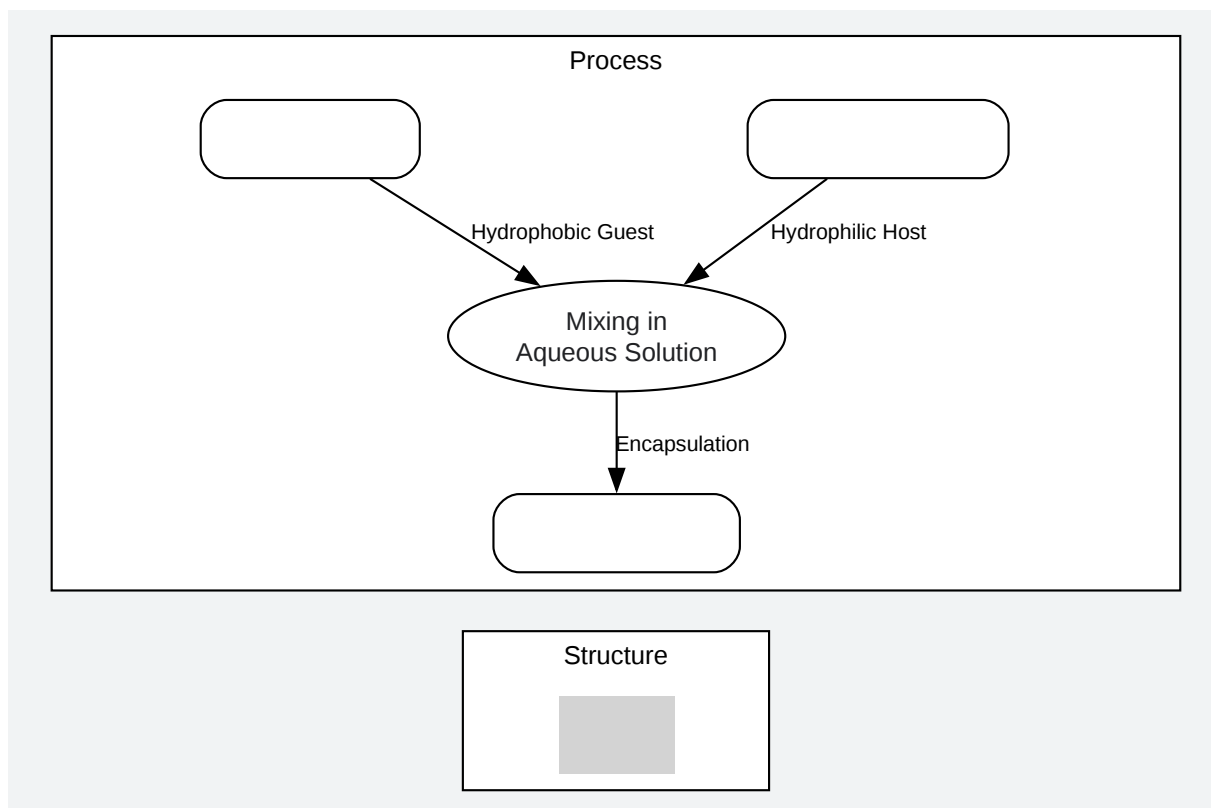 Process
Hydrophobic Guest
Hydrophilic Host
Mixing in
Aqueous Solution
Encapsulation
Structure